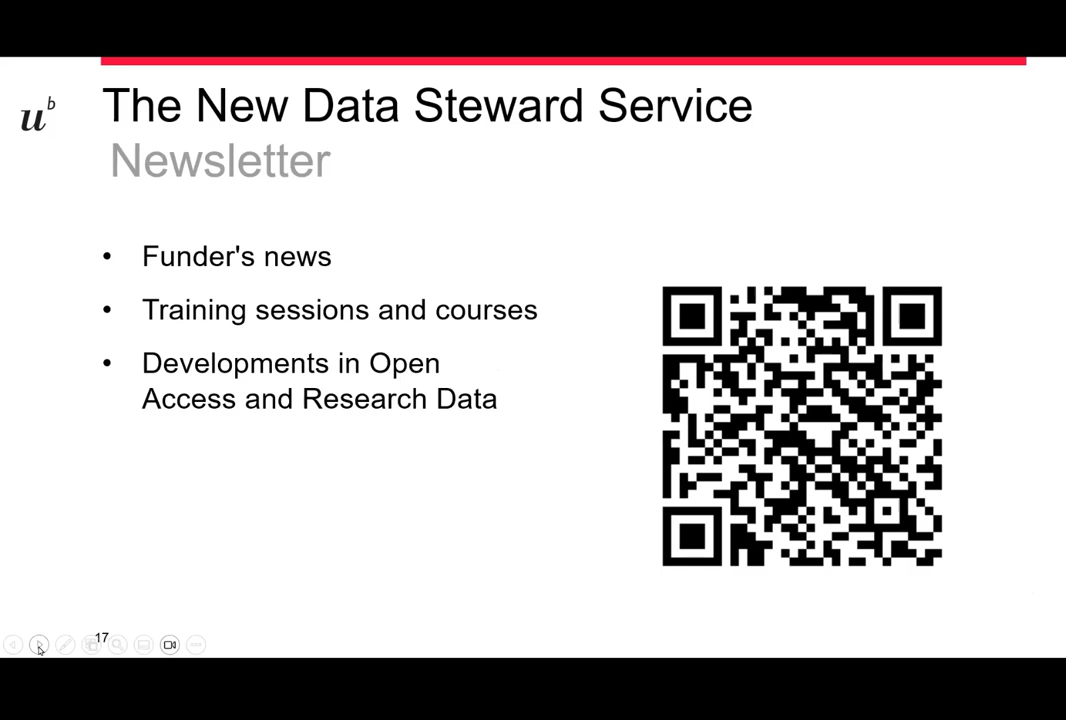 u^b
The New Data Steward Service
Newsletter
• Funder's news
• Training sessions and courses
• Developments in Open
Access and Research Data
17